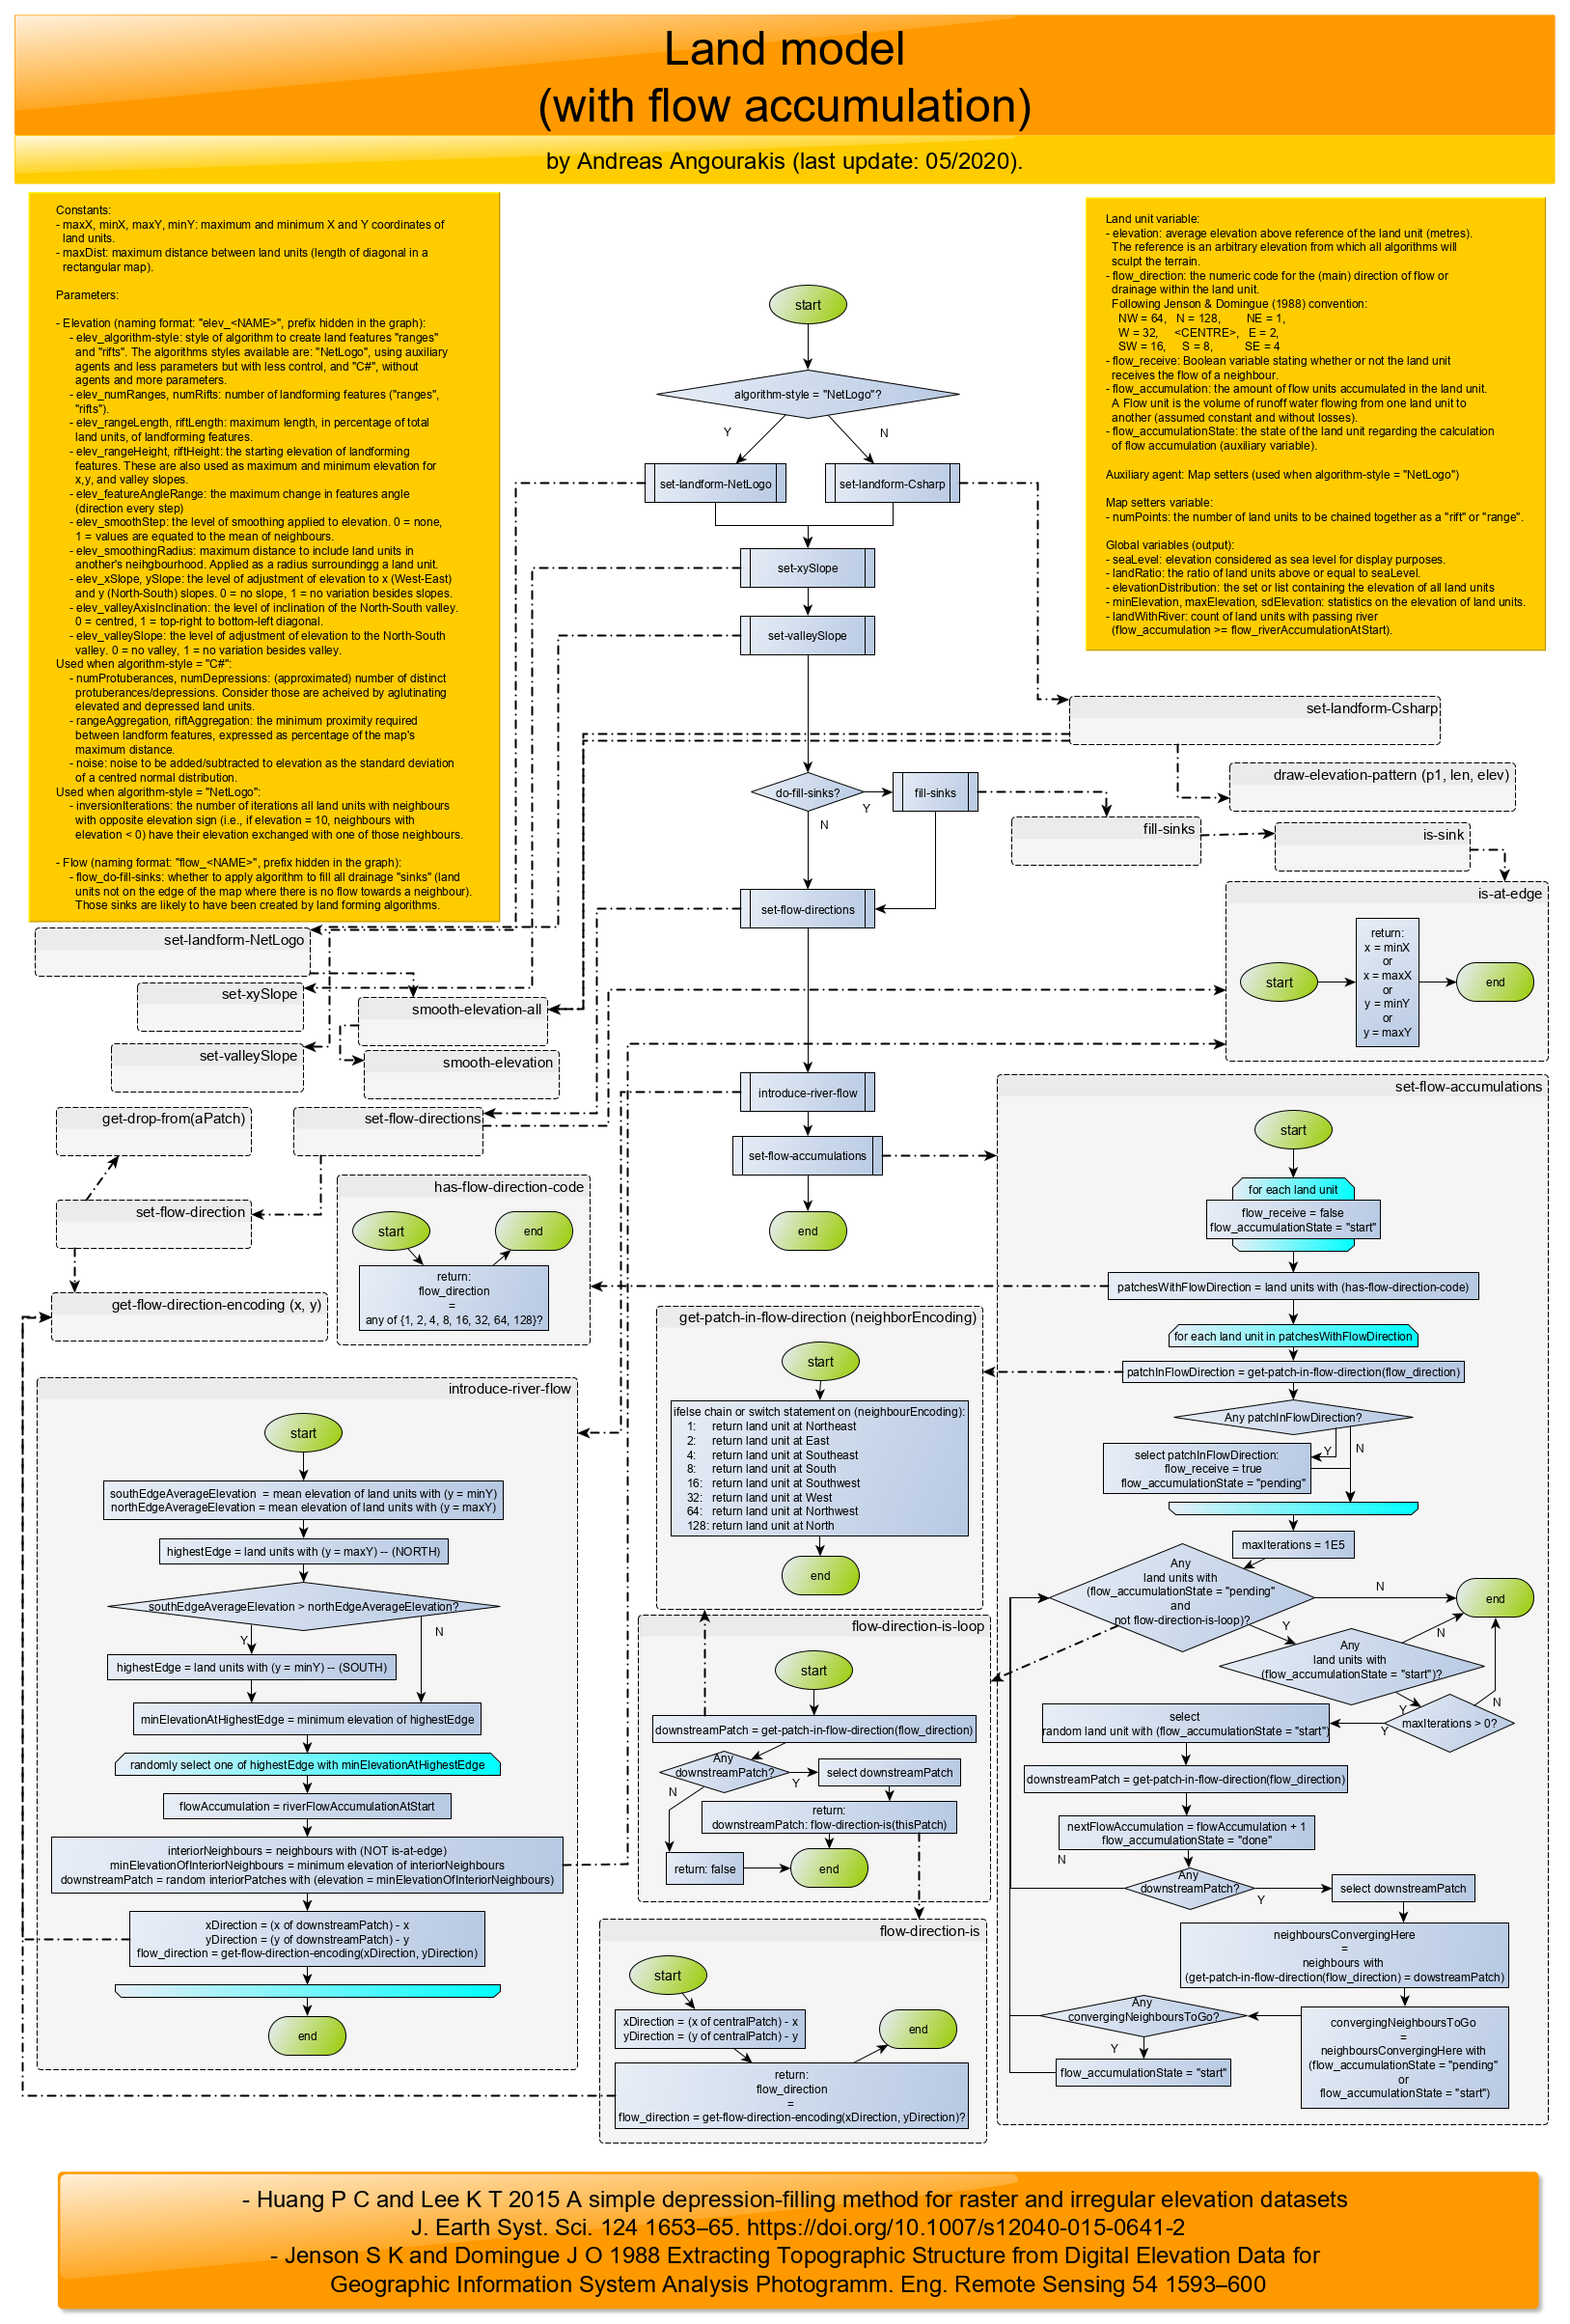 Land model
(with flow accumulation)
by Andreas Angourakis (last update: 05/2020).
Constants:
- maxX, minX, maxY, minY: maximum and minimum X and Y coordinates of
land units.
- maxDist: maximum distance between land units (length of diagonal in a
rectangular map).
Parameters:
- Elevation (naming format: "elev_<NAME>", prefix hidden in the graph):
- elev_algorithm-style: style of algorithm to create land features "ranges"
and "rifts". The algorithms styles available are: "NetLogo", using auxiliary
agents and less parameters but with less control, and "C#", without
agents and more parameters.
- elev_numRanges, numRifts: number of landforming features ("ranges",
"rifts").
- elev_rangeLength, riftLength: maximum length, in percentage of total
land units, of landforming features.
- elev_rangeHeight, riftHeight: the starting elevation of landforming
features. These are also used as maximum and minimum elevation for
x,y, and valley slopes.
- elev_featureAngleRange: the maximum change in features angle
(direction every step)
- elev_smoothStep: the level of smoothing applied to elevation. 0 = none,
1 = values are equated to the mean of neighbours.
- elev_smoothingRadius: maximum distance to include land units in
another's neihgbourhood. Applied as a radius surroundingg a land unit.
- elev_xSlope, ySlope: the level of adjustment of elevation to x (West-East)
and y (North-South) slopes. 0 = no slope, 1 = no variation besides slopes.
- elev_valleyAxisInclination: the level of inclination of the North-South valley.
0 = centred, 1 = top-right to bottom-left diagonal.
- elev_valleySlope: the level of adjustment of elevation to the North-South
valley. 0 = no valley, 1 = no variation besides valley.
Used when algorithm-style = "C#":
- numProtuberances, numDepressions: (approximated) number of distinct
protuberances/depressions. Consider those are acheived by aglutinating
elevated and depressed land units.
- rangeAggregation, riftAggregation: the minimum proximity required
between landform features, expressed as percentage of the map's
maximum distance.
- noise: noise to be added/subtracted to elevation as the standard deviation
of a centred normal distribution.
Used when algorithm-style = "NetLogo":
- inversionIterations: the number of iterations all land units with neighbours
with opposite elevation sign (i.e., if elevation = 10, neighbours with
elevation < 0) have their elevation exchanged with one of those neighbours.
- Flow (naming format: "flow_<NAME>", prefix hidden in the graph):
- flow_do-fill-sinks: whether to apply algorithm to fill all drainage "sinks" (land
units not on the edge of the map where there is no flow towards a neighbour).
Those sinks are likely to have been created by land forming algorithms.
Land unit variable:
- elevation: average elevation above reference of the land unit (metres).
The reference is an arbitrary elevation from which all algorithms will
sculpt the terrain.
- flow_direction: the numeric code for the (main) direction of flow or
drainage within the land unit.
Following Jenson & Domingue (1988) convention:
NW = 64, N = 128, NE = 1,
W = 32, <CENTRE>, E = 2,
SW = 16, S = 8, SE = 4
- flow_receive: Boolean variable stating whether or not the land unit
receives the flow of a neighbour.
- flow_accumulation: the amount of flow units accumulated in the land unit.
A Flow unit is the volume of runoff water flowing from one land unit to
another (assumed constant and without losses).
- flow_accumulationState: the state of the land unit regarding the calculation
of flow accumulation (auxiliary variable).
Auxiliary agent: Map setters (used when algorithm-style = "NetLogo")
Map setters variable:
- numPoints: the number of land units to be chained together as a "rift" or "range".
Global variables (output):
- seaLevel: elevation considered as sea level for display purposes.
- landRatio: the ratio of land units above or equal to seaLevel.
- elevationDistribution: the set or list containing the elevation of all land units
- minElevation, maxElevation, sdElevation: statistics on the elevation of land units.
- landWithRiver: count of land units with passing river
(flow_accumulation >= flow_riverAccumulationAtStart).
start
algorithm-style = "NetLogo"?
Y
N
set-landform-NetLogo
set-landform-Csharp
set-xySlope
set-valleySlope
do-fill-sinks?
Y
N
fill-sinks
set-flow-directions
introduce-river-flow
set-flow-accumulations
end
set-landform-Csharp
draw-elevation-pattern (p1, len, elev)
fill-sinks
is-sink
is-at-edge
start
return:
x = minX
or
x = maxX
or
y = minY
or
y = maxY
end
set-landform-NetLogo
set-xySlope
smooth-elevation-all
set-valleySlope
smooth-elevation
get-drop-from(aPatch)
set-flow-directions
set-flow-direction
get-flow-direction-encoding (x, y)
has-flow-direction-code
start
end
return:
flow_direction
=
any of {1, 2, 4, 8, 16, 32, 64, 128}?
introduce-river-flow
start
southEdgeAverageElevation = mean elevation of land units with (y = minY)
northEdgeAverageElevation = mean elevation of land units with (y = maxY)
highestEdge = land units with (y = maxY) -- (NORTH)
southEdgeAverageElevation > northEdgeAverageElevation?
Y
N
highestEdge = land units with (y = minY) -- (SOUTH)
minElevationAtHighestEdge = minimum elevation of highestEdge
randomly select one of highestEdge with minElevationAtHighestEdge
flowAccumulation = riverFlowAccumulationAtStart
interiorNeighbours = neighbours with (NOT is-at-edge)
minElevationOfInteriorNeighbours = minimum elevation of interiorNeighbours
downstreamPatch = random interiorPatches with (elevation = minElevationOfInteriorNeighbours)
xDirection = (x of downstreamPatch) - x
yDirection = (y of downstreamPatch) - y
flow_direction = get-flow-direction-encoding(xDirection, yDirection)
end
get-patch-in-flow-direction (neighborEncoding)
start
ifelse chain or switch statement on (neighbourEncoding):
1: return land unit at Northeast
2: return land unit at East
4: return land unit at Southeast
8: return land unit at South
16: return land unit at Southwest
32: return land unit at West
64: return land unit at Northwest
128: return land unit at North
end
flow-direction-is-loop
start
downstreamPatch = get-patch-in-flow-direction(flow_direction)
Any
downstreamPatch?
Y
N
select downstreamPatch
return:
downstreamPatch: flow-direction-is(thisPatch)
return: false
end
flow-direction-is
start
xDirection = (x of centralPatch) - x
yDirection = (y of centralPatch) - y
end
return:
flow_direction
=
flow_direction = get-flow-direction-encoding(xDirection, yDirection)?
set-flow-accumulations
start
for each land unit
flow_receive = false
flow_accumulationState = "start"
patchesWithFlowDirection = land units with (has-flow-direction-code)
for each land unit in patchesWithFlowDirection
patchInFlowDirection = get-patch-in-flow-direction(flow_direction)
Any patchInFlowDirection?
Y
N
select patchInFlowDirection:
flow_receive = true
flow_accumulationState = "pending"
maxIterations = 1E5
Any
land units with
(flow_accumulationState = "pending"
and
not flow-direction-is-loop)?
N
Y
end
Any
land units with
(flow_accumulationState = "start")?
N
Y
maxIterations > 0?
N
Y
select
random land unit with (flow_accumulationState = "start")
downstreamPatch = get-patch-in-flow-direction(flow_direction)
nextFlowAccumulation = flowAccumulation + 1
flow_accumulationState = "done"
N
Any
downstreamPatch?
Y
select downstreamPatch
neighboursConvergingHere
=
neighbours with
(get-patch-in-flow-direction(flow_direction) = dowstreamPatch)
convergingNeighboursToGo
=
neighboursConvergingHere with
(flow_accumulationState = "pending"
or
flow_accumulationState = "start")
Any
convergingNeighboursToGo?
Y
flow_accumulationState = "start"
- Huang P C and Lee K T 2015 A simple depression-filling method for raster and irregular elevation datasets
J. Earth Syst. Sci. 124 1653–65. https://doi.org/10.1007/s12040-015-0641-2
- Jenson S K and Domingue J O 1988 Extracting Topographic Structure from Digital Elevation Data for
Geographic Information System Analysis Photogramm. Eng. Remote Sensing 54 1593–600